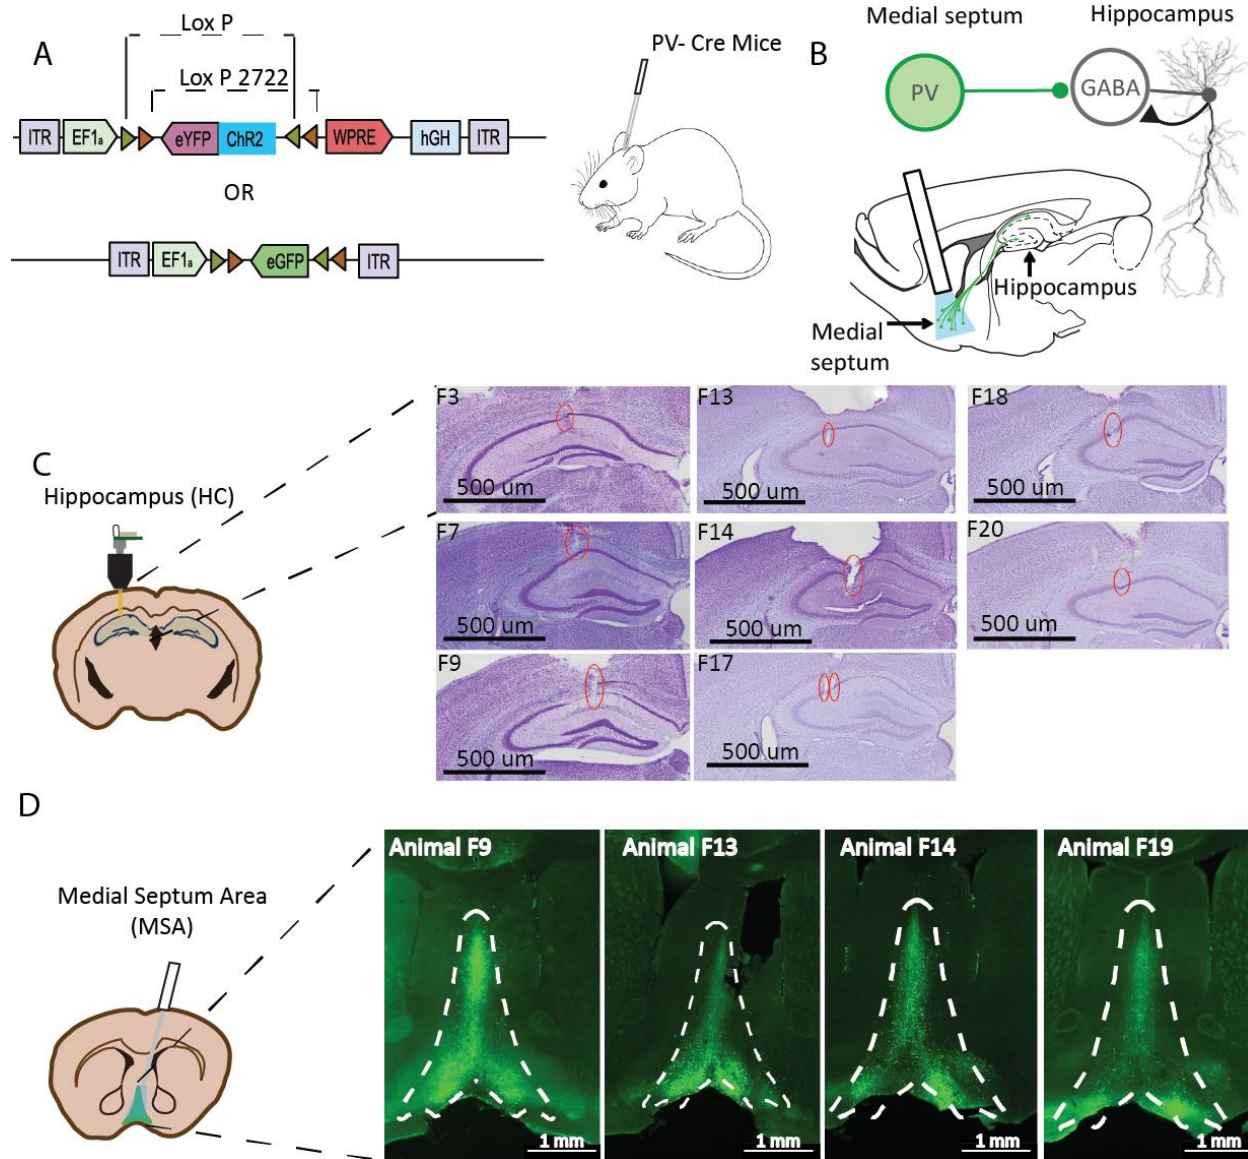 A
Lox P
Lox P 2722
ITR EF1a eYFP ChR2 WPRE hGH ITR
OR
ITR EF1a eGFP ITR
PV- Cre Mice
B
Medial septum Hippocampus
PV GABA
Hippocampus
Medial
septum
C
Hippocampus (HC)
F3 F13 F18
500 um 500 um 500 um
F7 F14 F20
500 um 500 um 500 um
F9 F17
500 um 500 um
D
Medial Septum Area
(MSA)
Animal F9 Animal F13 Animal F14 Animal F19
1 mm 1 mm 1 mm 1 mm